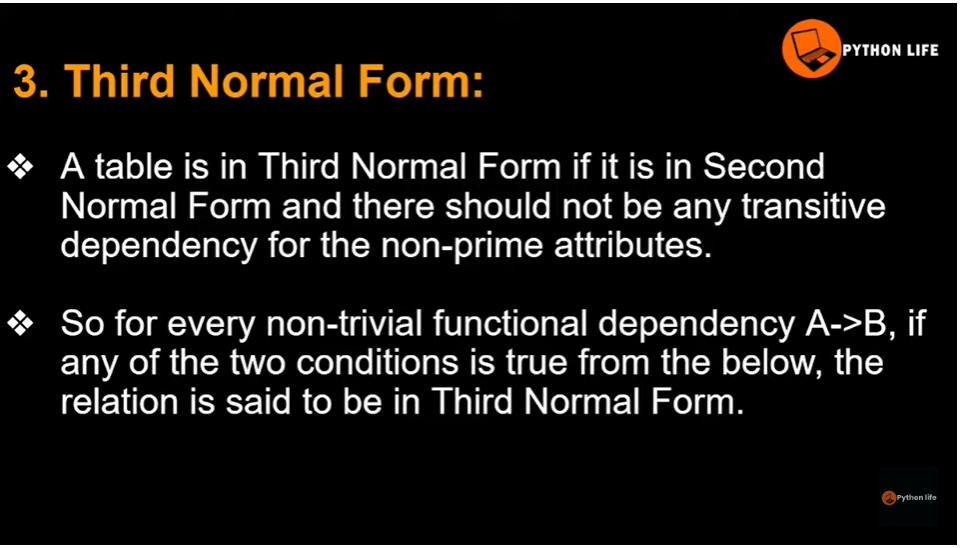 PYTHON LIFE
3. Third Normal Form:
❖ A table is in Third Normal Form if it is in Second
Normal Form and there should not be any transitive
dependency for the non-prime attributes.
❖ So for every non-trivial functional dependency A->B, if
any of the two conditions is true from the below, the
relation is said to be in Third Normal Form.
Python life